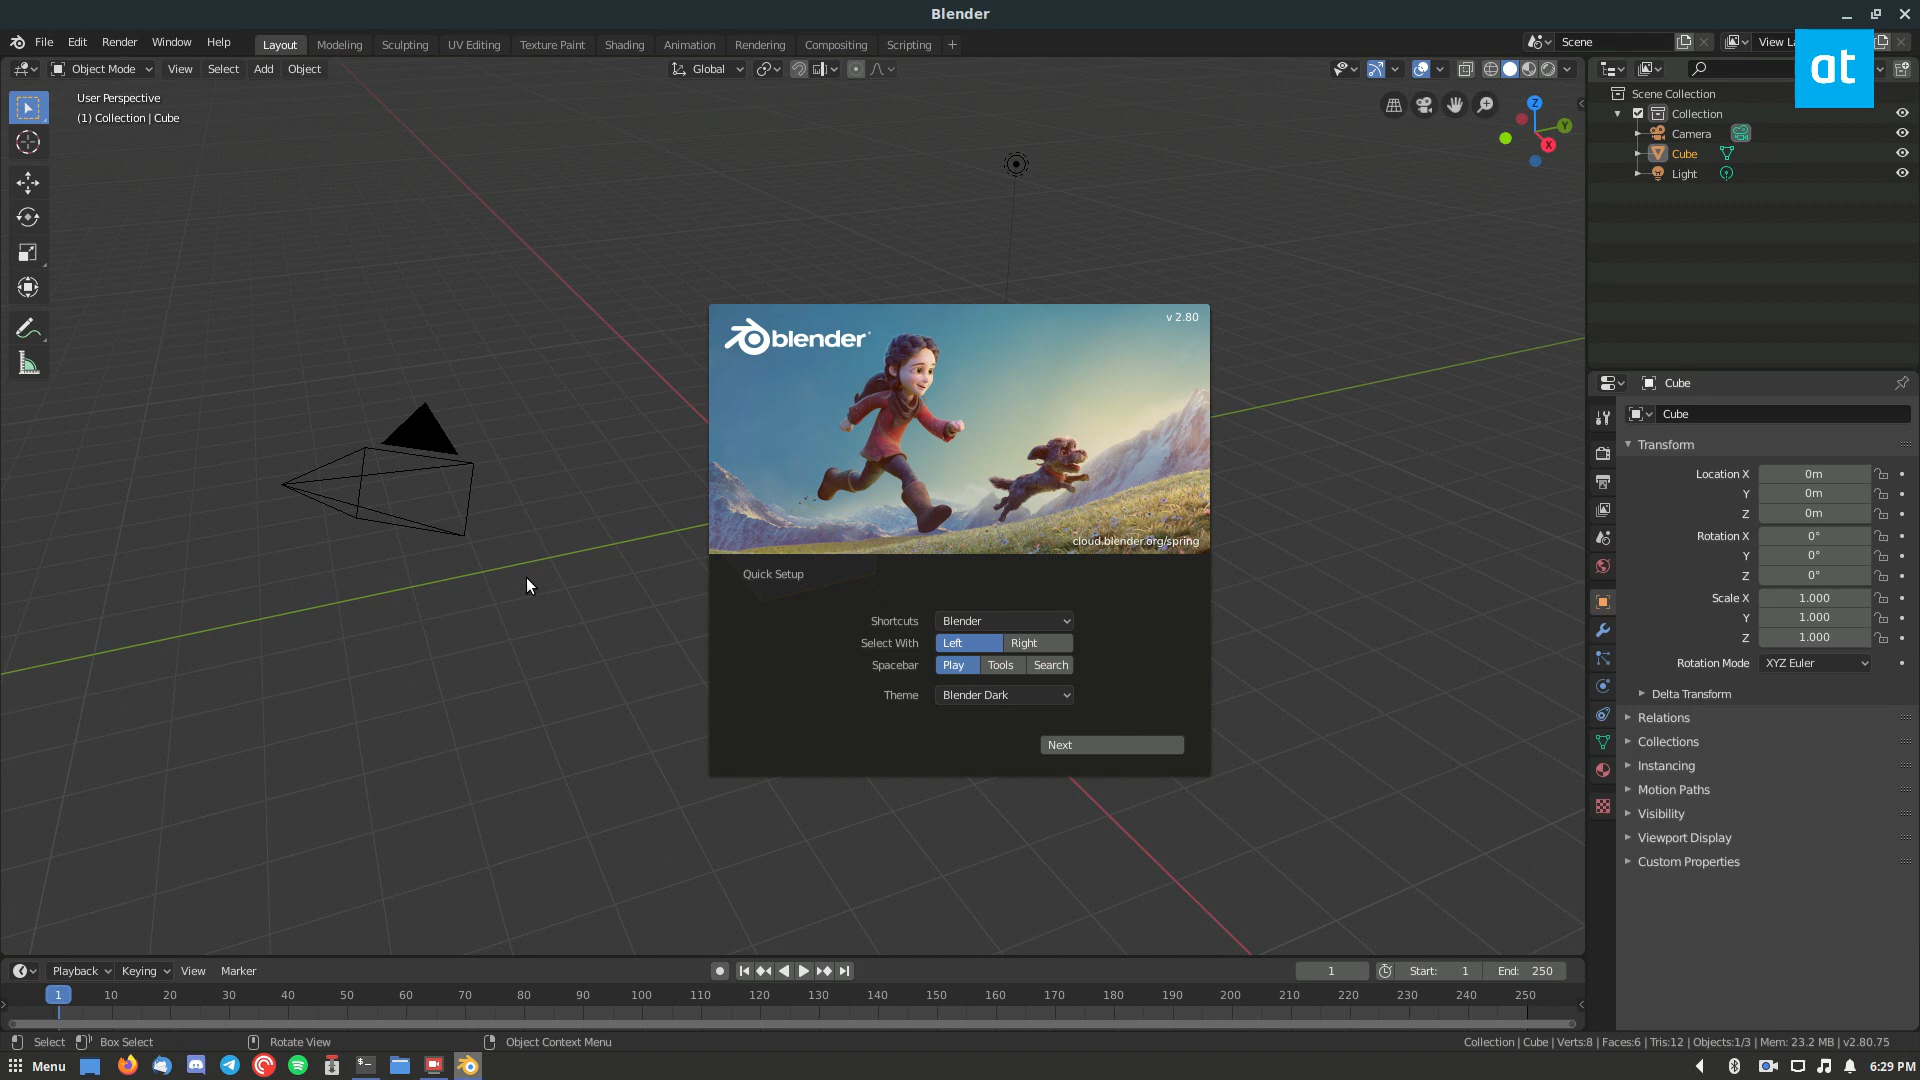 Blender
File Edit Render Window Help Layout Modeling Sculpting UV Editing Texture Paint Shading Animation Rendering Compositing Scripting + Scene View La
at
Object Mode View Select Add Object Global
User Perspective
(1) Collection | Cube
Z
Y
X
Scene Collection
Collection
Camera
Cube
Light
blender
v 2.80
cloud.blender.org/spring
Quick Setup
Shortcuts Blender
Select With Left Right
Spacebar Play Tools Search
Theme Blender Dark
Next
Cube
Cube
Transform
Location X 0m
Y 0m
Z 0m
Rotation X 0°
Y 0°
Z 0°
Scale X 1.000
Y 1.000
Z 1.000
Rotation Mode XYZ Euler
Delta Transform
Relations
Collections
Instancing
Motion Paths
Visibility
Viewport Display
Custom Properties
Playback Keying View Marker 1 Start: 1 End: 250
1 10 20 30 40 50 60 70 80 90 100 110 120 130 140 150 160 170 180 190 200 210 220 230 240 250
Select Box Select Rotate View Object Context Menu Collection | Cube | Verts:8 | Faces:6 | Tris:12 | Objects:1/3 | Mem: 23.2 MB | v2.80.75
Menu 6:29 PM